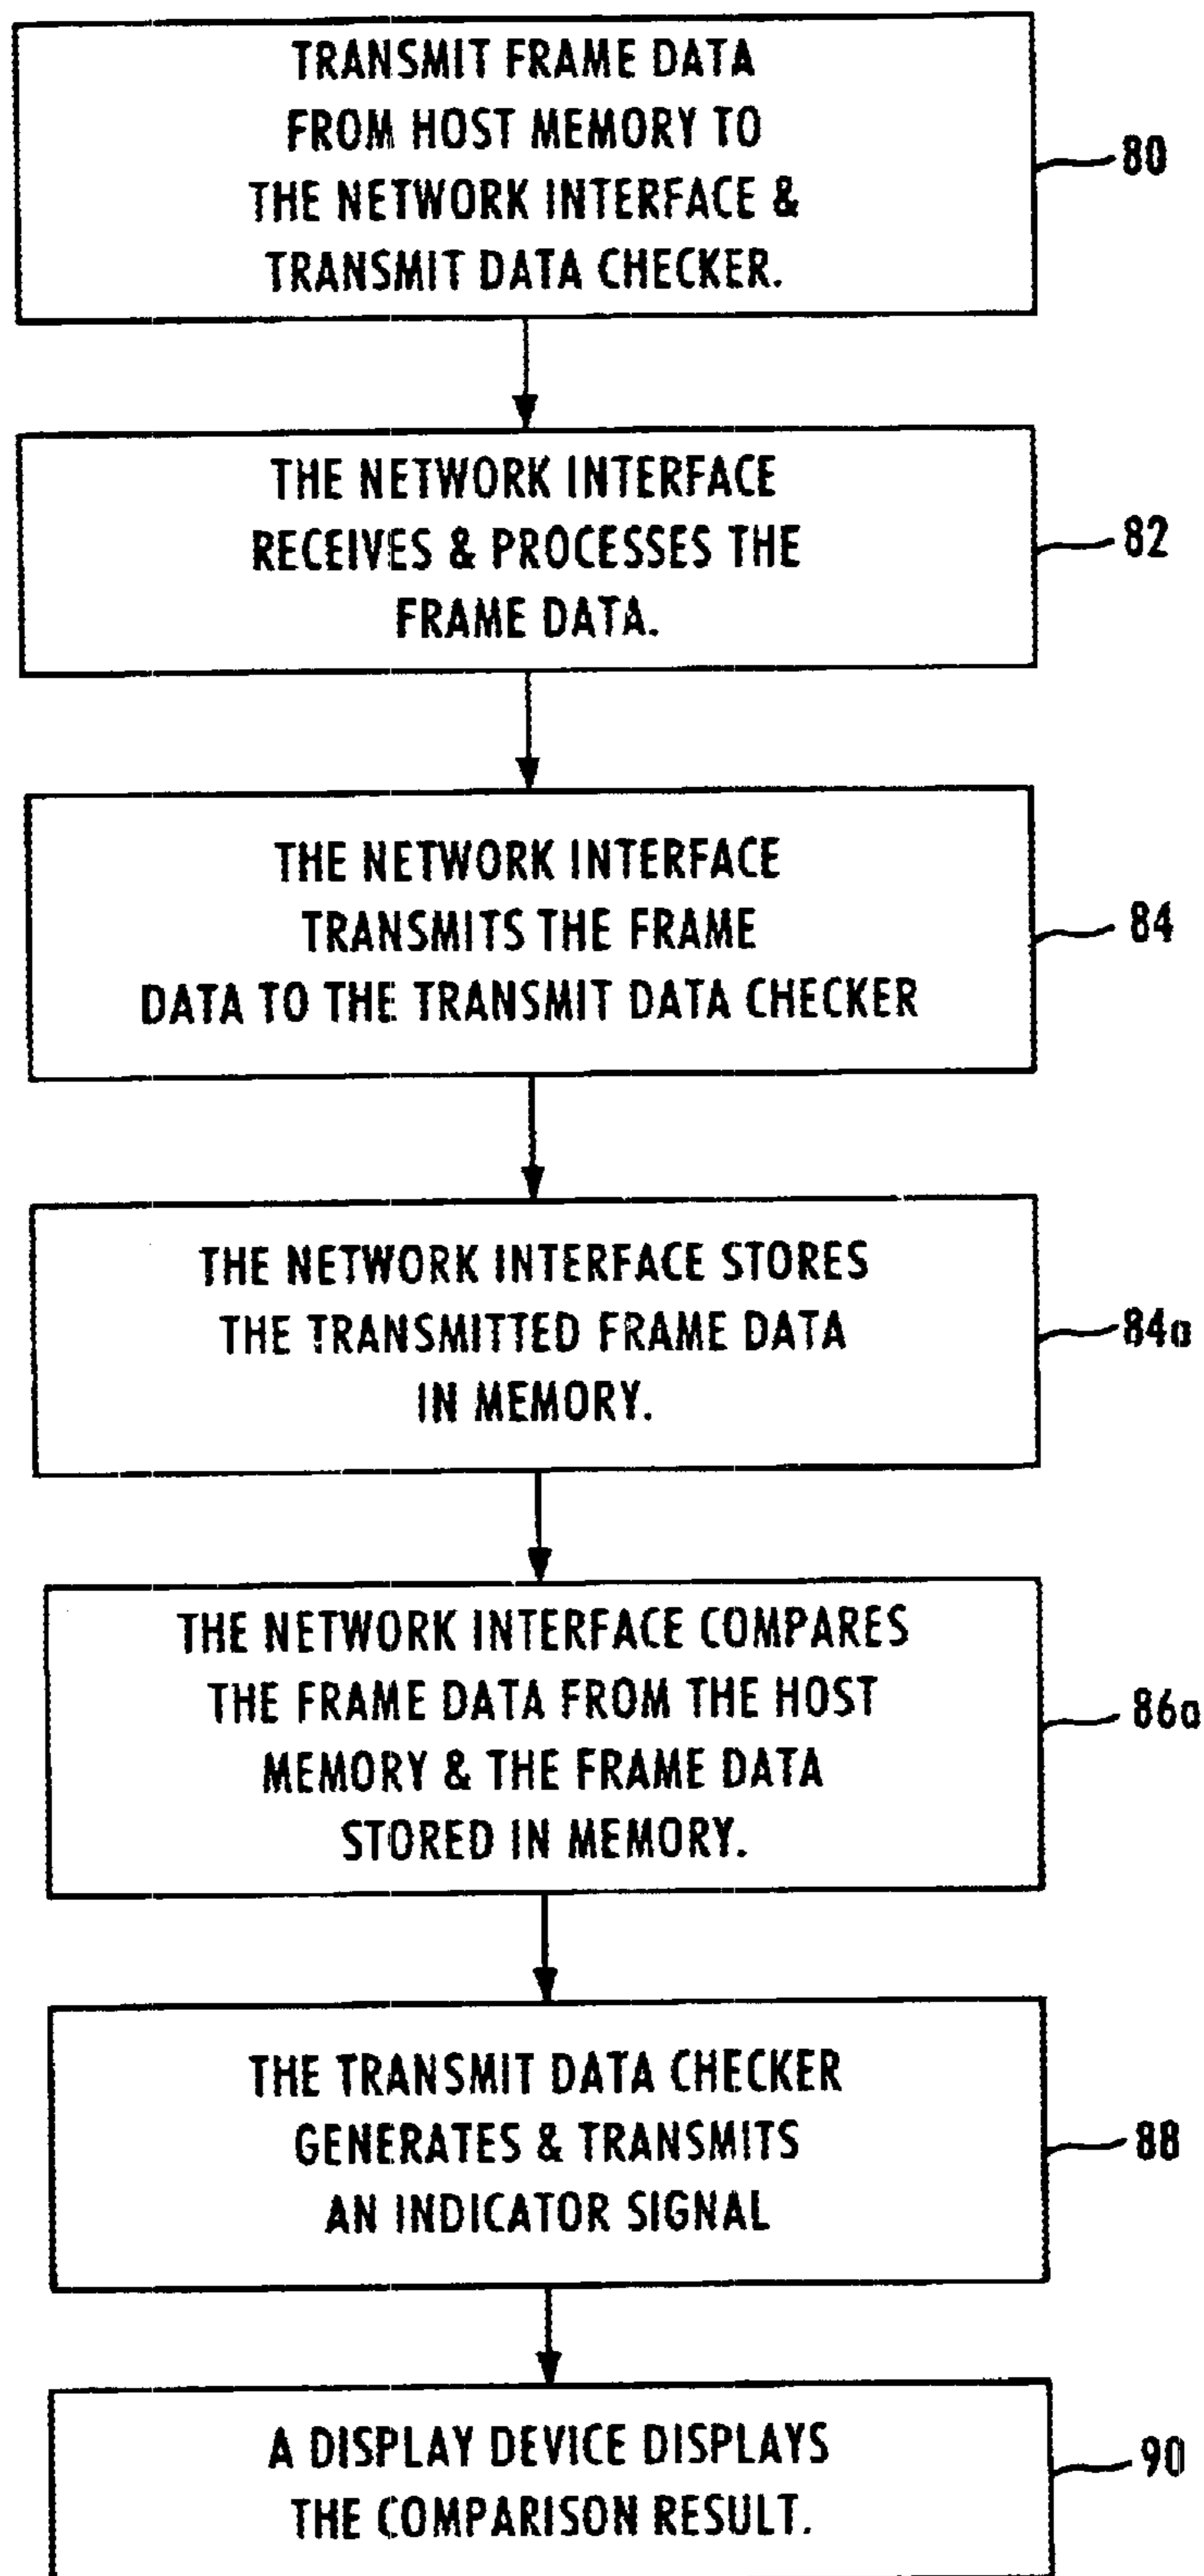 TRANSMIT FRAME DATA
FROM HOST MEMORY TO
THE NETWORK INTERFACE &
TRANSMIT DATA CHECKER.
80
THE NETWORK INTERFACE
RECEIVES & PROCESSES THE
FRAME DATA.
82
THE NETWORK INTERFACE
TRANSMITS THE FRAME
DATA TO THE TRANSMIT DATA CHECKER
84
THE NETWORK INTERFACE STORES
THE TRANSMITTED FRAME DATA
IN MEMORY.
84a
THE NETWORK INTERFACE COMPARES
THE FRAME DATA FROM THE HOST
MEMORY & THE FRAME DATA
STORED IN MEMORY.
86a
THE TRANSMIT DATA CHECKER
GENERATES & TRANSMITS
AN INDICATOR SIGNAL
88
A DISPLAY DEVICE DISPLAYS
THE COMPARISON RESULT.
90